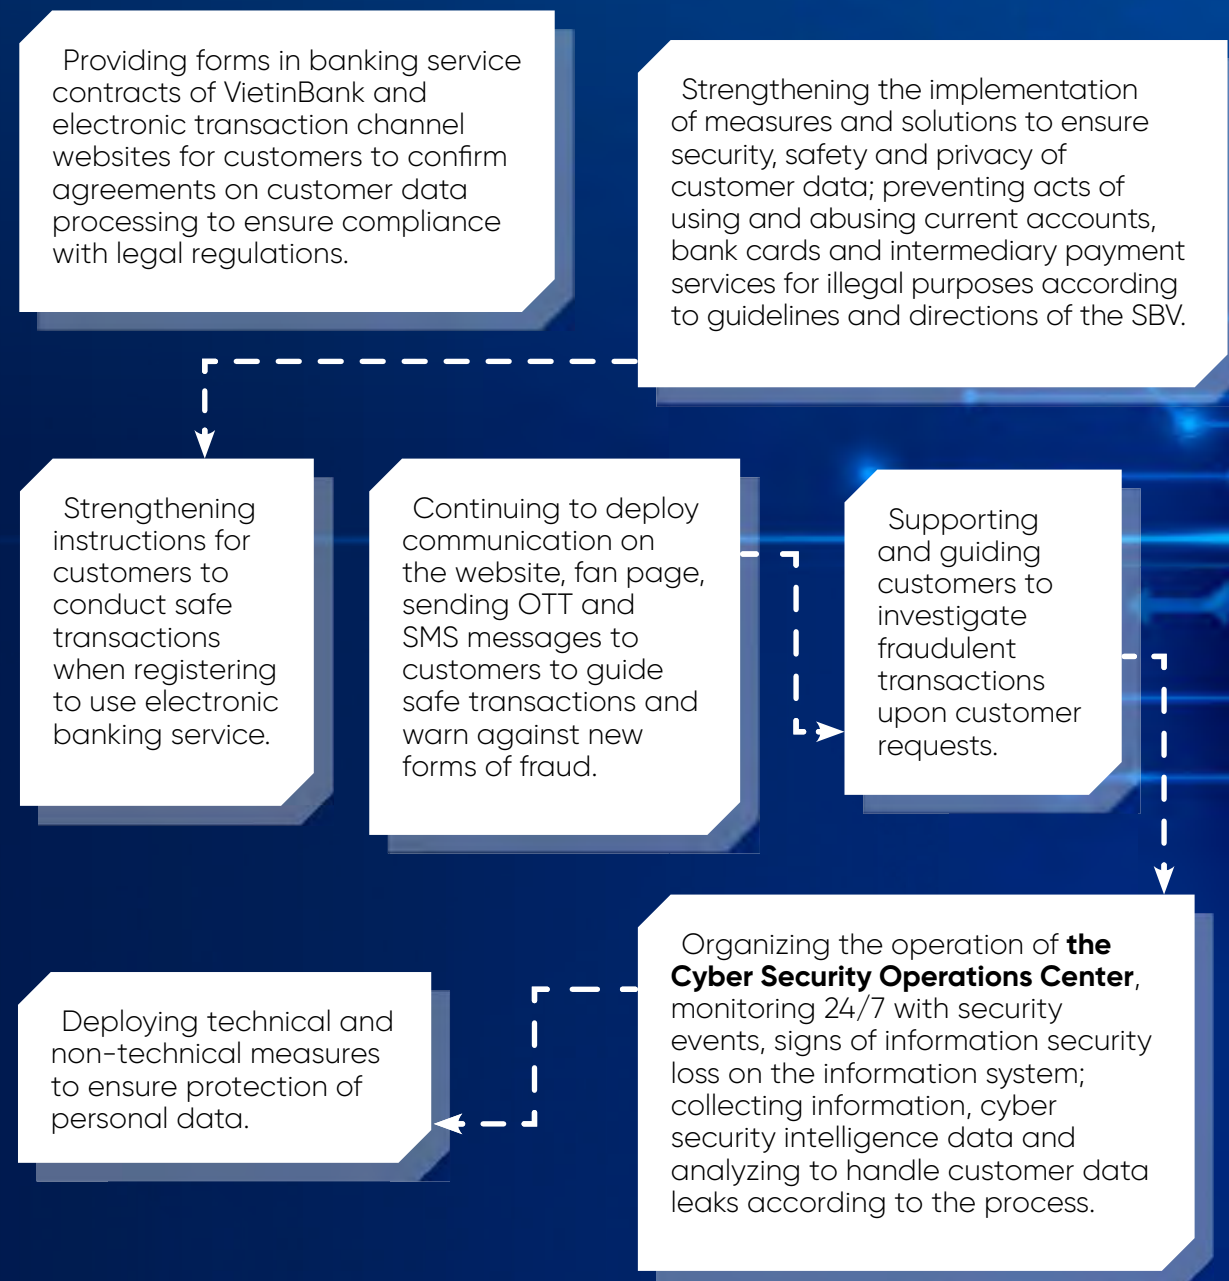 Providing forms in banking service
contracts of VietinBank and
electronic transaction channel
websites for customers to confirm
agreements on customer data
processing to ensure compliance
with legal regulations.
Strengthening the implementation
of measures and solutions to ensure
security, safety and privacy of
customer data; preventing acts of
using and abusing current accounts,
bank cards and intermediary payment
services for illegal purposes according
to guidelines and directions of the SBV.
Strengthening
instructions for
customers to
conduct safe
transactions
when registering
to use electronic
banking service.
Continuing to deploy
communication on
the website, fan page,
sending OTT and
SMS messages to
customers to guide
safe transactions and
warn against new
forms of fraud.
Supporting
and guiding
customers to
investigate
fraudulent
transactions
upon customer
requests.
Organizing the operation of the
Cyber Security Operations Center,
monitoring 24/7 with security
events, signs of information security
loss on the information system;
collecting information, cyber
security intelligence data and
analyzing to handle customer data
leaks according to the process.
Deploying technical and
non-technical measures
to ensure protection of
personal data.